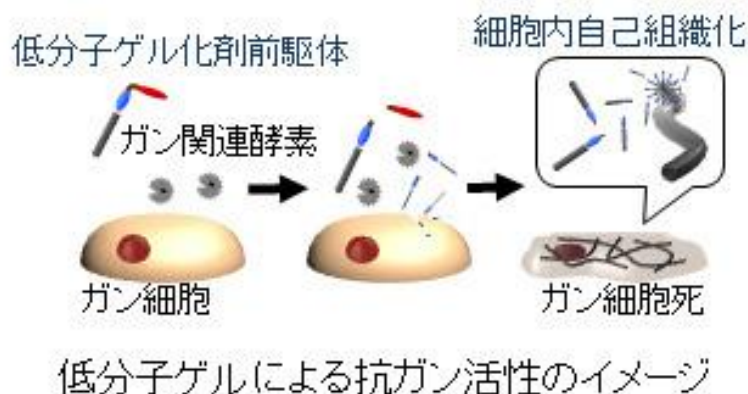 低分子ゲル化剤前駆体
細胞内自己組織化
ガン関連酵素
ガン細胞
ガン細胞死
低分子ゲルによる抗ガン活性のイメージ